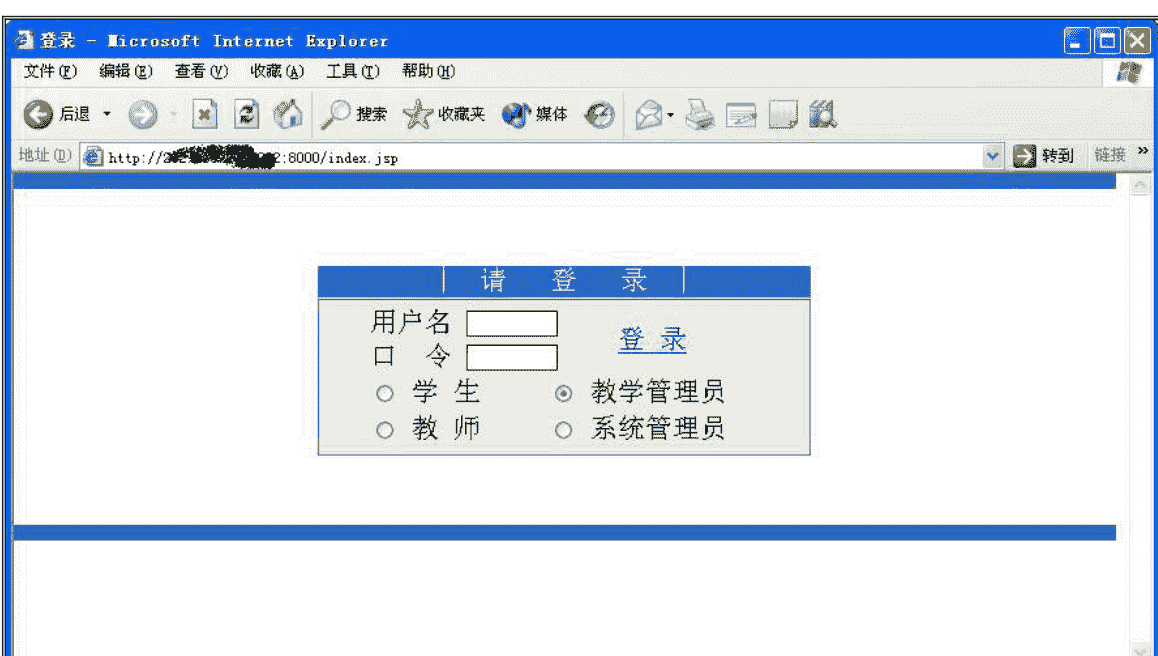 登录 - Microsoft Internet Explorer
文件(F) 编辑(E) 查看(V) 收藏(A) 工具(T) 帮助(H)
后退 搜索 收藏夹 媒体
地址(D) http://2 2:8000/index.jsp 转到 链接 »
请 登 录
用户名
登 录
口 令
学 生 教学管理员
教 师 系统管理员